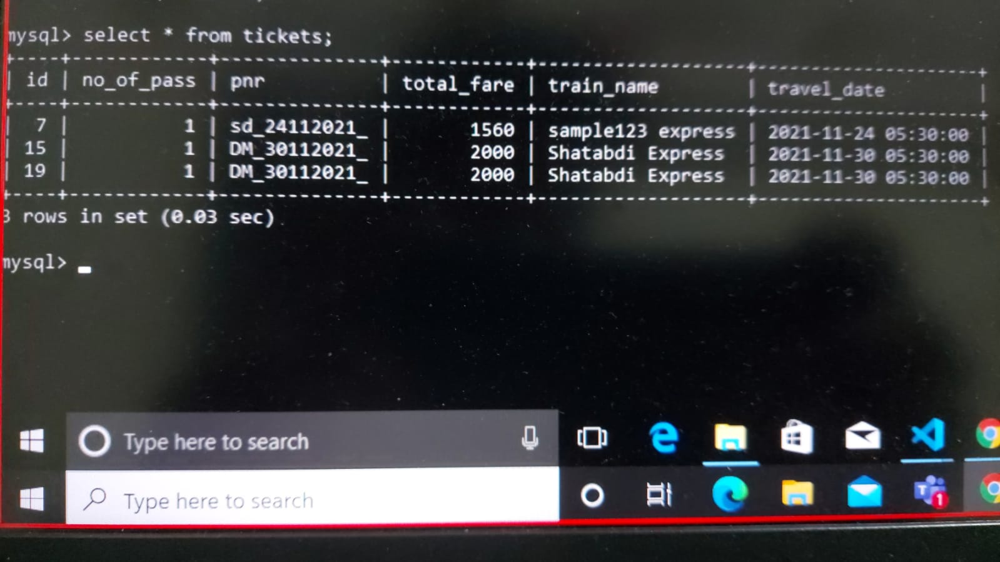 mysql> select * from tickets;
+----+------------+--------------+------------+-------------------+---------------------+
| id | no_of_pass | pnr | total_fare | train_name | travel_date |
+----+------------+--------------+------------+-------------------+---------------------+
| 7 | 1 | sd_24112021_ | 1560 | sample123 express | 2021-11-24 05:30:00 |
| 15 | 1 | DM_30112021_ | 2000 | Shatabdi Express | 2021-11-30 05:30:00 |
| 19 | 1 | DM_30112021_ | 2000 | Shatabdi Express | 2021-11-30 05:30:00 |
+----+------------+--------------+------------+-------------------+---------------------+
3 rows in set (0.03 sec)
mysql> _
Type here to search
Type here to search
T 1